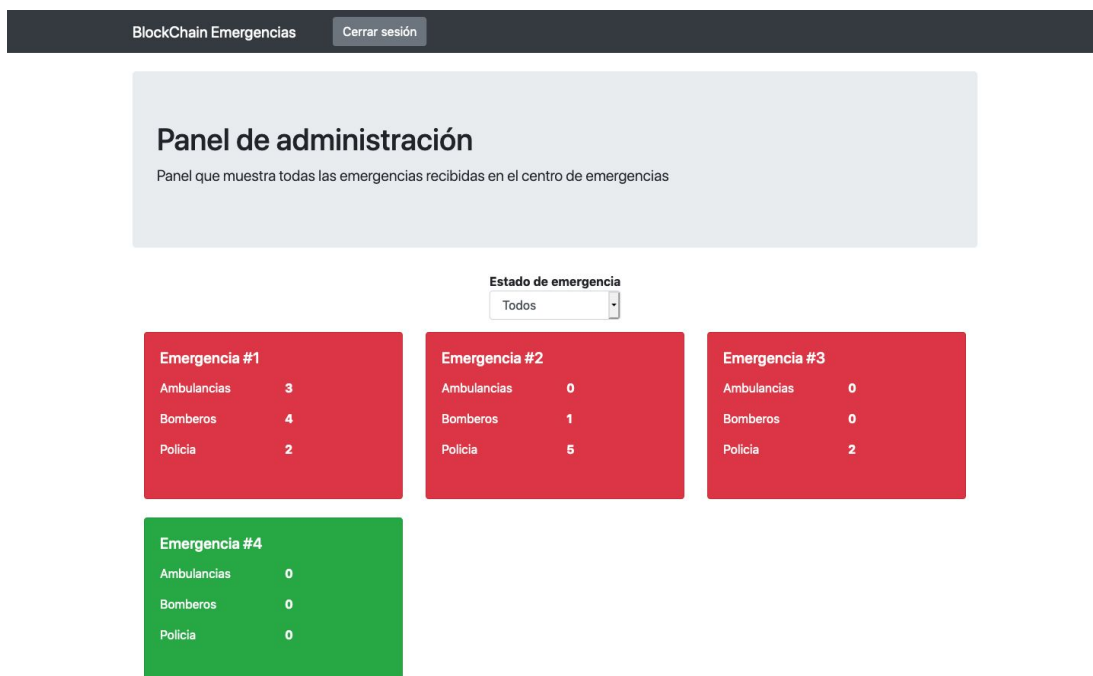 BlockChain Emergencias Cerrar sesión
Panel de administración
Panel que muestra todas las emergencias recibidas en el centro de emergencias
Estado de emergencia
Todos
Emergencia #1
Ambulancias 3
Bomberos 4
Policia 2
Emergencia #2
Ambulancias 0
Bomberos 1
Policia 5
Emergencia #3
Ambulancias 0
Bomberos 0
Policia 2
Emergencia #4
Ambulancias 0
Bomberos 0
Policia 0